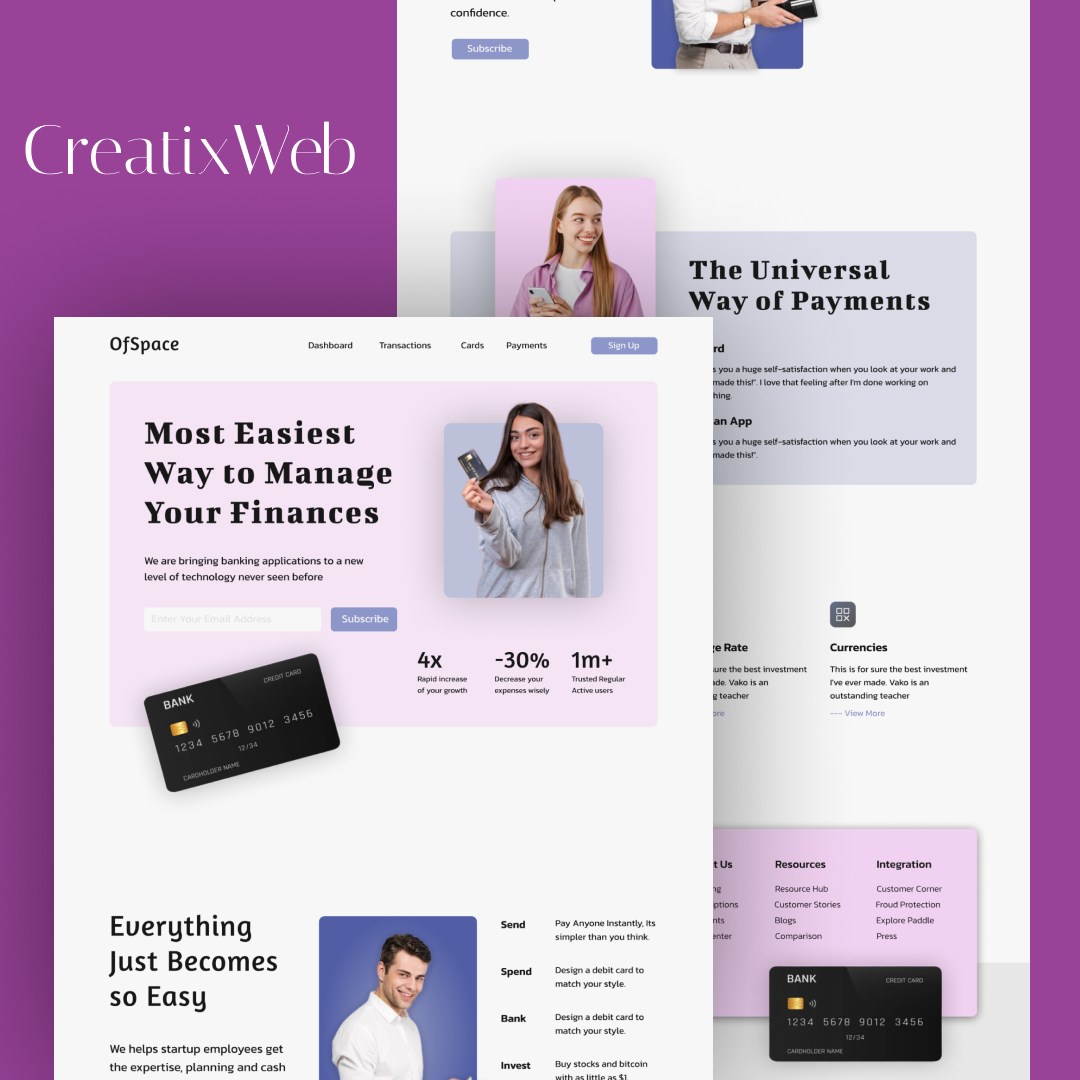 CreatixWeb
confidence.
Subscribe
The Universal
Way of Payments
s you a huge self-satisfaction when you look at your work and
made this!". I love that feeling after I'm done working on
an App
s you a huge self-satisfaction when you look at your work and
made this!".
OfSpace
Dashboard
Transactions
Cards
Payments
Sign Up
Most Easiest
Way to Manage
Your Finances
We are bringing banking applications to a new
level of technology never seen before
Enter Your Email Address
Subscribe
4x
Rapid increase
of your growth
-30%
Decrease your
expenses wisely
1m+
Trusted Regular
Active users
BANK
CREDIT CARD
1234 5678 9012 3456
12/34
CARDHOLDER NAME
Rate
sure the best investment
ever made. Vako is an
teacher
Currencies
This is for sure the best investment
I've ever made. Vako is an
outstanding teacher
--- View More
Everything
Just Becomes
so Easy
We helps startup employees get
the expertise, planning and cash
Send
Pay Anyone Instantly, Its
simpler than you think.
Spend
Design a debit card to
match your style.
Bank
Design a debit card to
match your style.
Invest
Buy stocks and bitcoin
with as little as $1.
Us
Resources
Resource Hub
Customer Stories
Blogs
Comparison
Integration
Customer Corner
Froud Protection
Explore Paddle
Press
BANK
CREDIT CARD
1234 5678 9012 3456
12/34
CARDHOLDER NAME